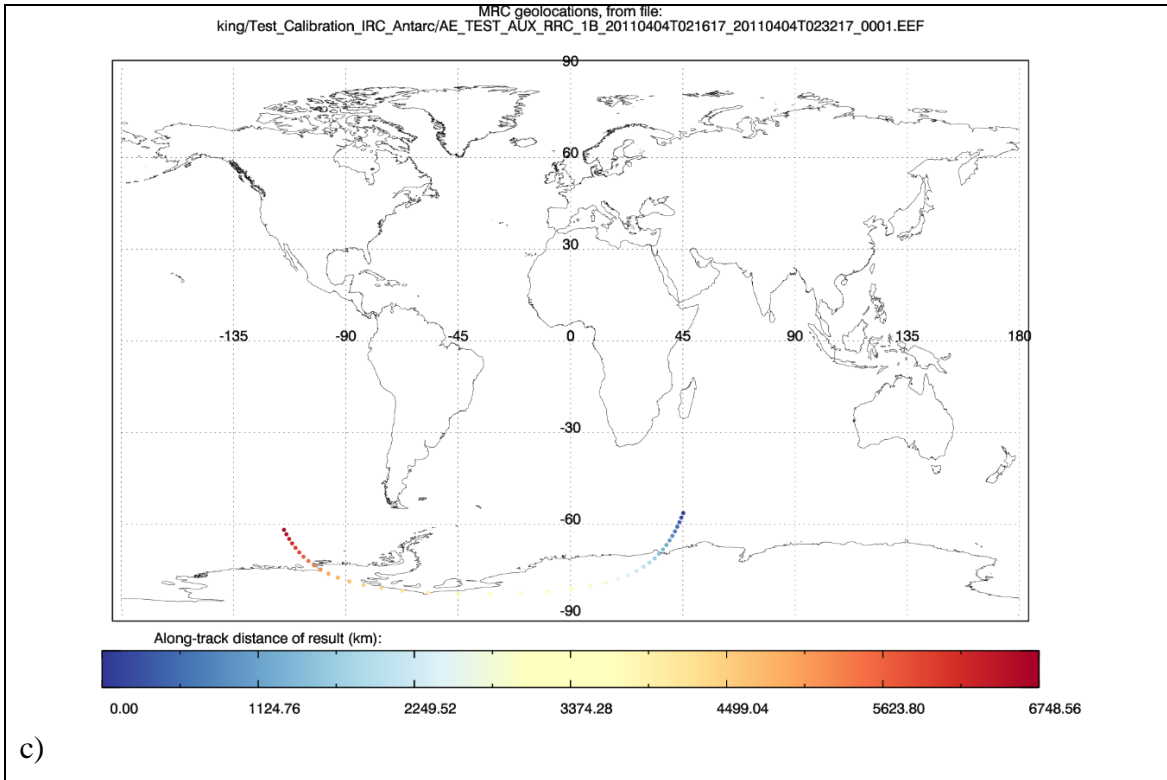 MRC geolocations, from file:
king/Test_Calibration_IRC_Antarc/AE_TEST_AUX_RRC_1B_20110404T021617_20110404T023217_0001.EEF
90
60
30
-135 -90 -45 0 45 90 135 180
-30
-60
-90
Along-track distance of result (km):
0.00 1124.76 2249.52 3374.28 4499.04 5623.80 6748.56
c)